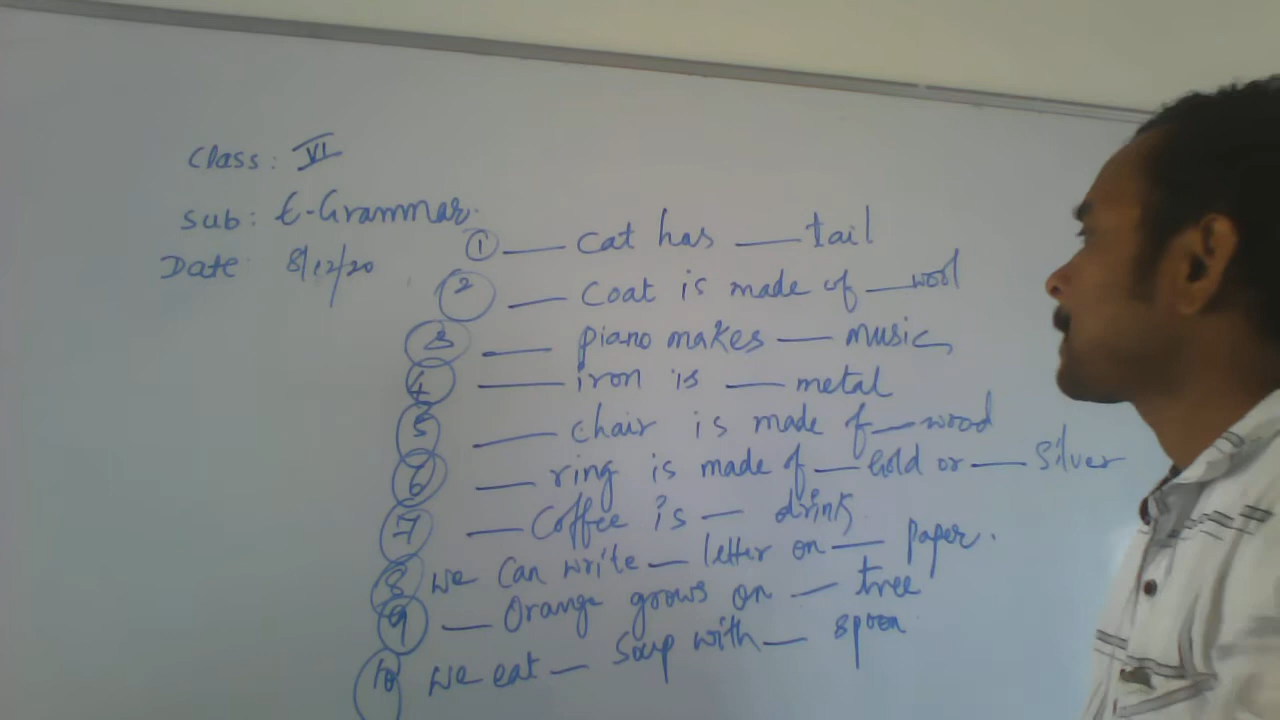 Class: VI
Sub: E-Grammar.
Date 8/12/20
① ___ cat has ___ tail
② ___ coat is made of ___ wool
③ ___ piano makes ___ music
④ ___ iron is ___ metal
⑤ ___ chair is made of ___ wood
⑥ ___ ring is made of ___ Gold or ___ silver
⑦ ___ Coffee is ___ drink
⑧ we can write ___ letter on ___ paper.
⑨ ___ Orange grows on ___ tree
⑩ we eat ___ soup with ___ spoon